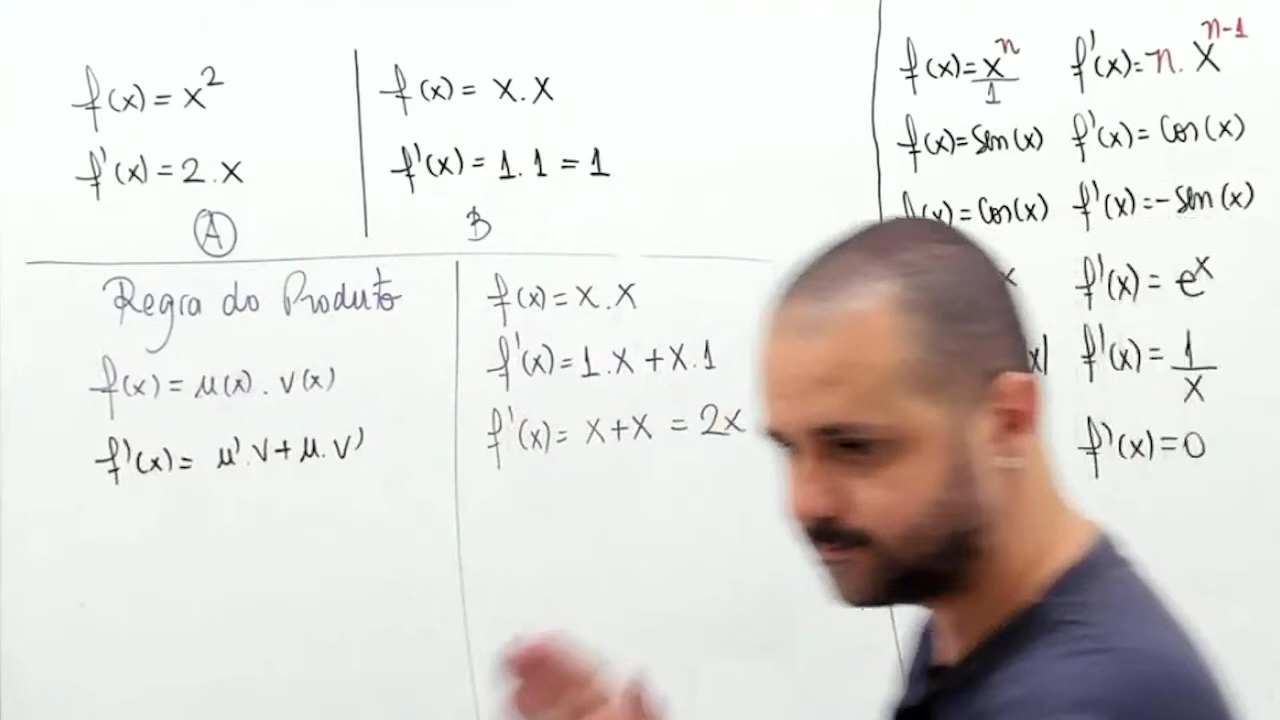 f(x) = x²
f'(x) = 2.x
A
f(x) = x.x
f'(x) = 1.1 = 1
B
Regra do Produto
f(x) = μ(x).v(x)
f'(x) = μ'.v + μ.v'
f(x) = x.x
f'(x) = 1.x + x.1
f'(x) = x + x = 2x
f(x) = xⁿ/1 f'(x) = n.xⁿ⁻¹
f(x) = Sen(x) f'(x) = Cos(x)
f(x) = Cos(x) f'(x) = -Sen(x)
x f'(x) = eˣ
x| f'(x) = 1/x
f'(x) = 0